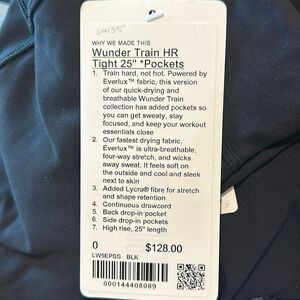 WHY WE MADE THIS
Wunder Train HR
Tight 25" *Pockets
1. Train hard, not hot. Powered by
Everlux™ fabric, this version
of our quick-drying and
breathable Wunder Train
collection has added pockets so
you can get sweaty, stay
focused, and keep your workout
essentials close
2. Our fastest drying fabric,
Everlux™ is ultra-breathable,
four-way stretch, and wicks
away sweat. It feels soft on
the outside and cool and sleek
next to skin
3. Added Lycra® fibre for stretch
and shape retention
4. Continuous drawcord
5. Back drop-in pocket
6. Side drop-in pockets
7. High rise, 25" length
0 $128.00
LW5EPGS BLK
000144408089